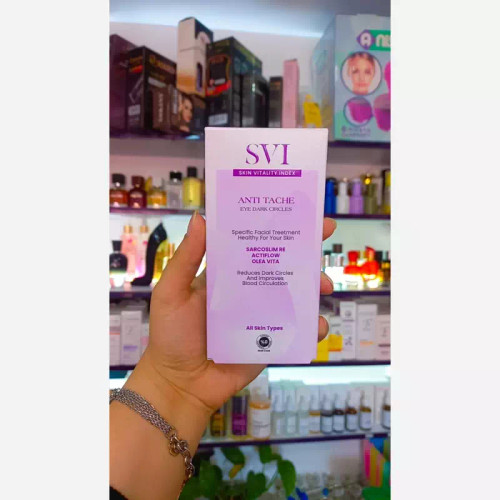 SVI
SKIN VITALITY INDEX
ANTI TACHE
EYE DARK CIRCLES
Specific Facial Treatment
Healthy For Your Skin
SARCOSLIM RE
ACTIFLOW
OLEA VITA
Reduces Dark Circles
And Improves
Blood Circulation
All Skin Types